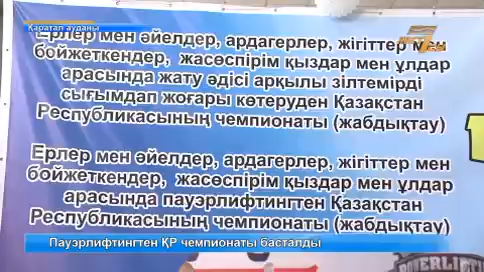 Қаратал ауданы
Ерлер мен әйелдер, ардагерлер, жігіттер мен
бойжеткендер, жасөспірім қыздар мен ұлдар
арасында жату әдісі арқылы зілтемірді
сығымдап жоғары көтеруден Қазақстан
Республикасының чемпионаты (жабдықтау)
Ерлер мен әйелдер, ардагерлер, жігіттер мен
бойжеткендер, жасөспірім қыздар мен ұлдар
арасында пауэрлифтингтен Қазақстан
Республикасының чемпионаты (жабдықтау)
Пауэрлифтингтен ҚР чемпионаты басталды